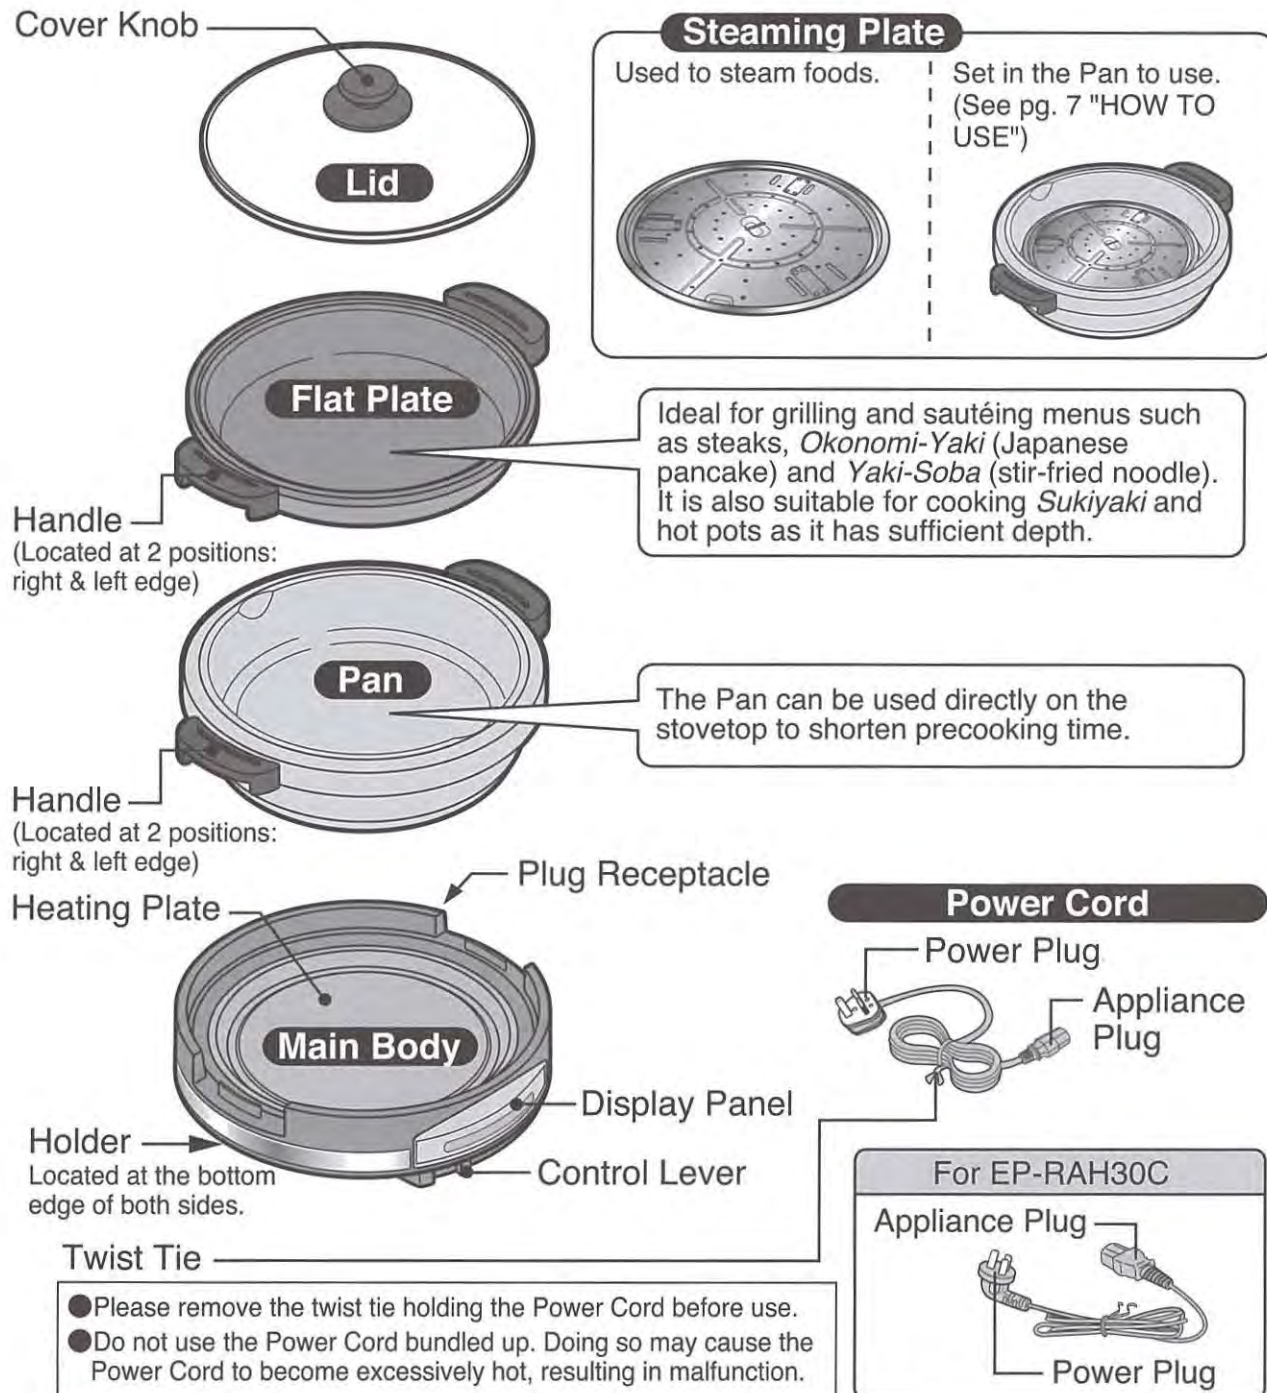 Cover Knob
Lid
Steaming Plate
Used to steam foods.
Set in the Pan to use.
(See pg. 7 "HOW TO
USE")
Flat Plate
Ideal for grilling and sautéing menus such
as steaks, Okonomi-Yaki (Japanese
pancake) and Yaki-Soba (stir-fried noodle).
It is also suitable for cooking Sukiyaki and
hot pots as it has sufficient depth.
Handle
(Located at 2 positions:
right & left edge)
Pan
The Pan can be used directly on the
stovetop to shorten precooking time.
Handle
(Located at 2 positions:
right & left edge)
Plug Receptacle
Heating Plate
Main Body
Display Panel
Holder
Located at the bottom
edge of both sides.
Control Lever
Power Cord
Power Plug
Appliance
Plug
Twist Tie
●Please remove the twist tie holding the Power Cord before use.
●Do not use the Power Cord bundled up. Doing so may cause the
Power Cord to become excessively hot, resulting in malfunction.
For EP-RAH30C
Appliance Plug
Power Plug